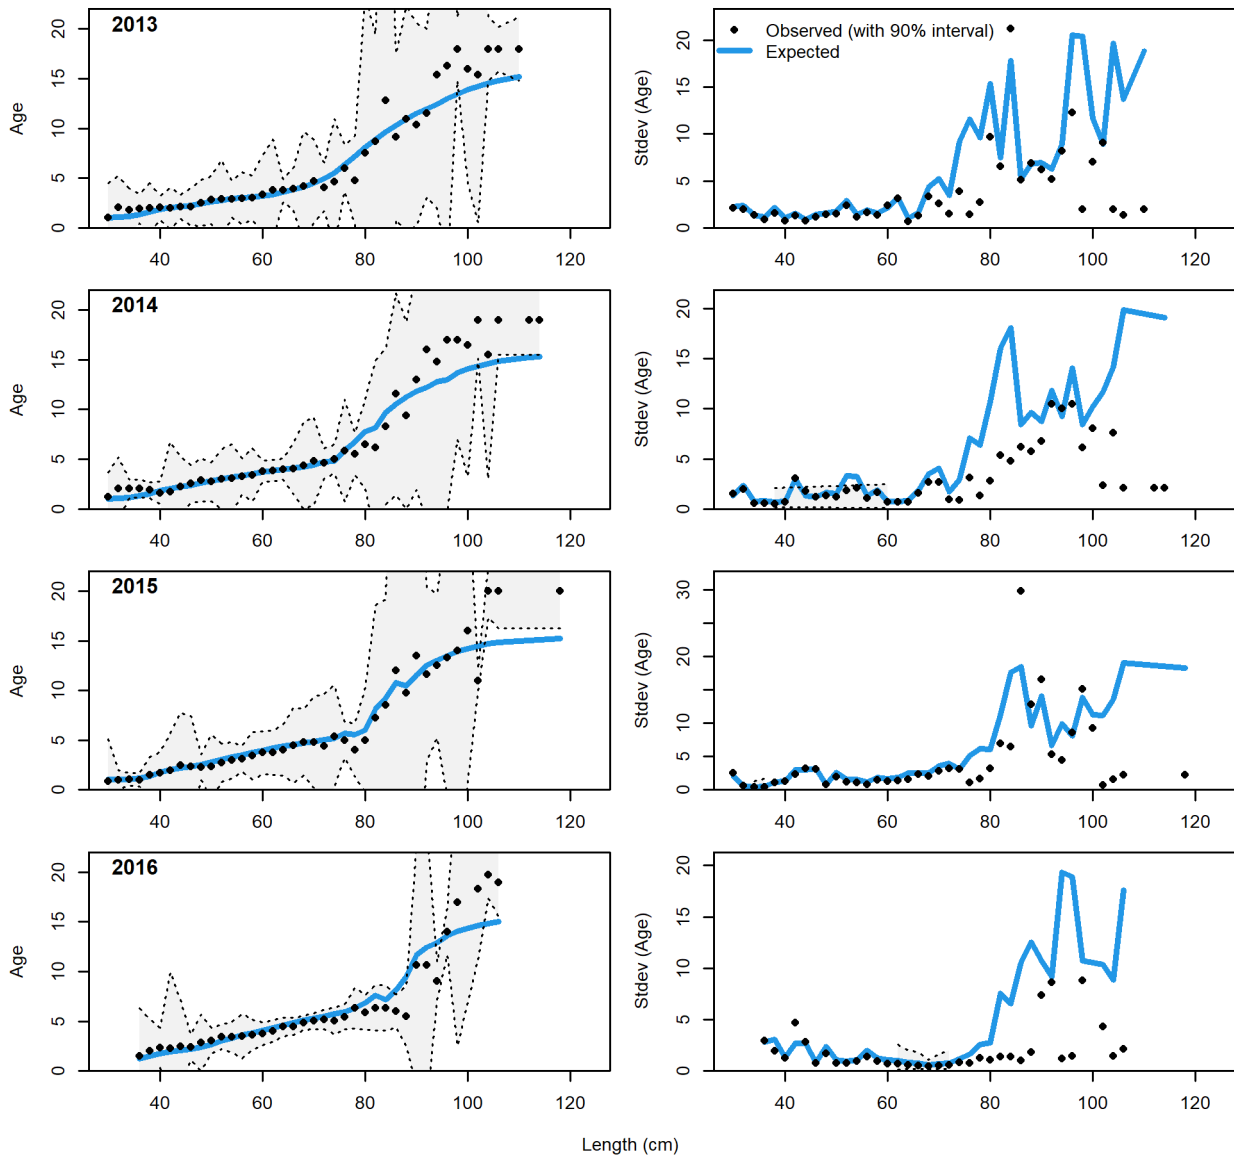 2013
Age
0 5 10 15 20
40 60 80 100 120
Observed (with 90% interval)
Expected
Stdev (Age)
0 5 10 15 20
40 60 80 100 120
2014
Age
0 5 10 15 20
40 60 80 100 120
Stdev (Age)
0 5 10 15 20
40 60 80 100 120
2015
Age
0 5 10 15 20
40 60 80 100 120
Stdev (Age)
0 5 10 20 30
40 60 80 100 120
2016
Age
0 5 10 15 20
40 60 80 100 120
Stdev (Age)
0 5 10 15 20
40 60 80 100 120
Length (cm)